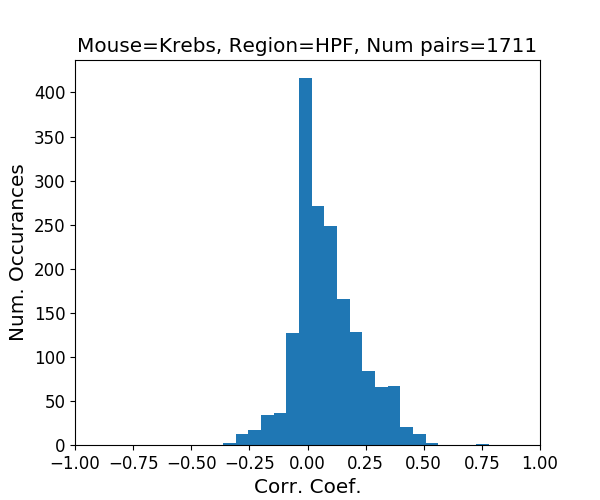 Mouse=Krebs, Region=HPF, Num pairs=1711
Num. Occurances
400
350
300
250
200
150
100
50
0
−1.00 −0.75 −0.50 −0.25 0.00 0.25 0.50 0.75 1.00
Corr. Coef.